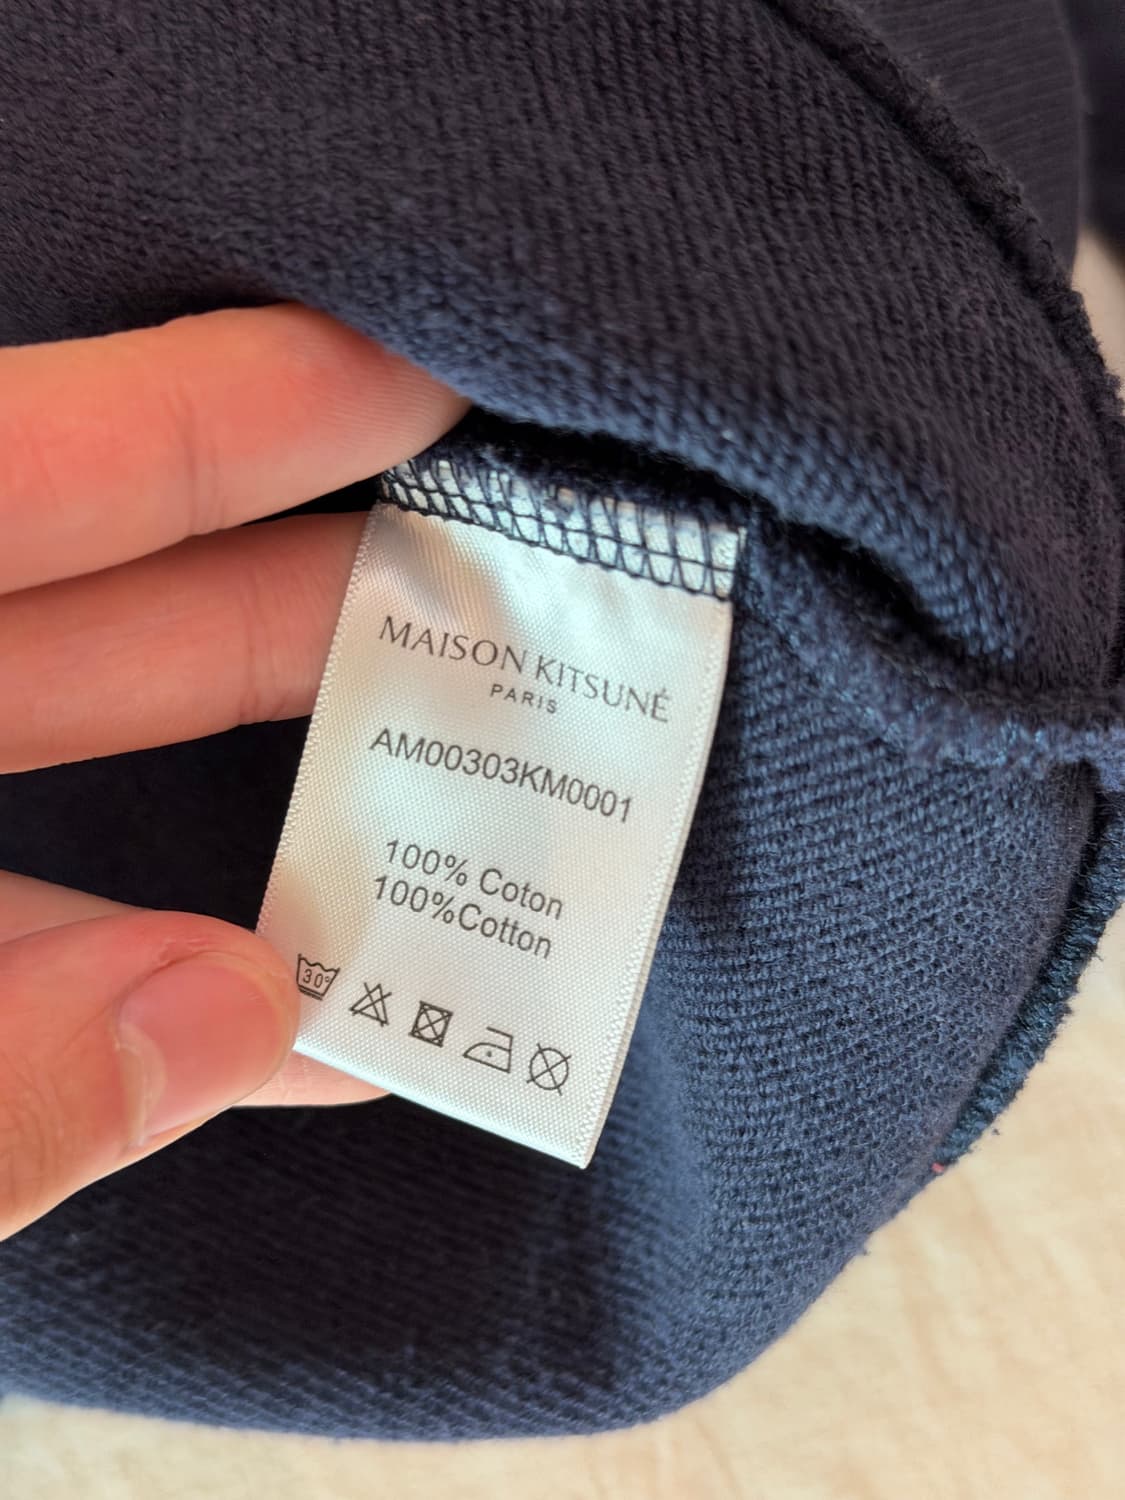 MAISON KITSUNÉ
PARIS
AM00303KM0001
100% Coton
100%Cotton
30°